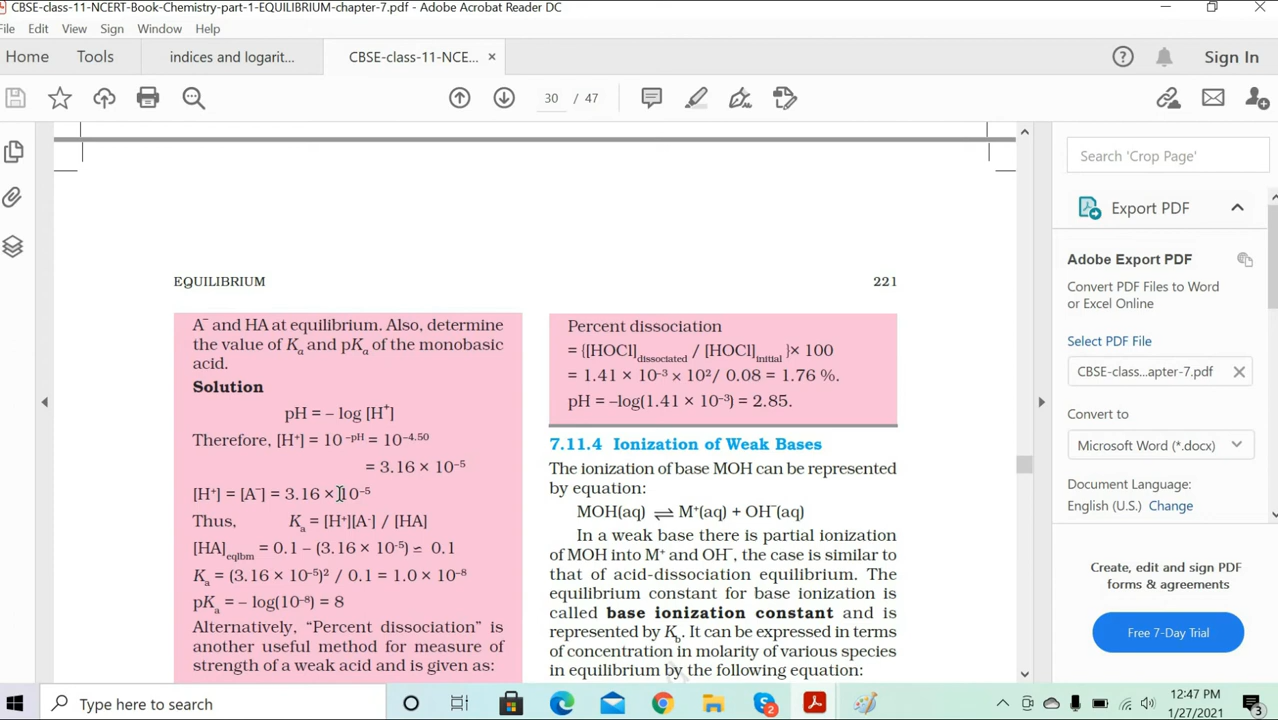 CBSE-class-11-NCERT-Book-Chemistry-part-1-EQUILIBRIUM-chapter-7.pdf - Adobe Acrobat Reader DC
File Edit View Sign Window Help
Home Tools indices and logarit... CBSE-class-11-NCE... × Sign In
30 / 47
EQUILIBRIUM 221
A⁻ and HA at equilibrium. Also, determine
the value of Kₐ and pKₐ of the monobasic
acid.
Solution
pH = – log [H⁺]
Therefore, [H⁺] = 10 ⁻ᵖᴴ = 10⁻⁴·⁵⁰
= 3.16 × 10⁻⁵
[H⁺] = [A⁻] = 3.16 × 10⁻⁵
Thus, Kₐ = [H⁺][A⁻] / [HA]
[HA]eqlbm = 0.1 – (3.16 × 10⁻⁵) ≃ 0.1
Kₐ = (3.16 × 10⁻⁵)² / 0.1 = 1.0 × 10⁻⁸
pKₐ = – log(10⁻⁸) = 8
Alternatively, “Percent dissociation” is
another useful method for measure of
strength of a weak acid and is given as:
Percent dissociation
= {[HOCl]dissociated / [HOCl]initial }× 100
= 1.41 × 10⁻³ × 10²/ 0.08 = 1.76 %.
pH = –log(1.41 × 10⁻³) = 2.85.
7.11.4 Ionization of Weak Bases
The ionization of base MOH can be represented
by equation:
MOH(aq) ⇌ M⁺(aq) + OH⁻(aq)
In a weak base there is partial ionization
of MOH into M⁺ and OH⁻, the case is similar to
that of acid-dissociation equilibrium. The
equilibrium constant for base ionization is
called base ionization constant and is
represented by K_b. It can be expressed in terms
of concentration in molarity of various species
in equilibrium by the following equation:
Search 'Crop Page'
Export PDF
Adobe Export PDF
Convert PDF Files to Word
or Excel Online
Select PDF File
CBSE-class...apter-7.pdf ×
Convert to
Microsoft Word (*.docx)
Document Language:
English (U.S.) Change
Create, edit and sign PDF
forms & agreements
Free 7-Day Trial
Type here to search
2
12:47 PM
1/27/2021
3